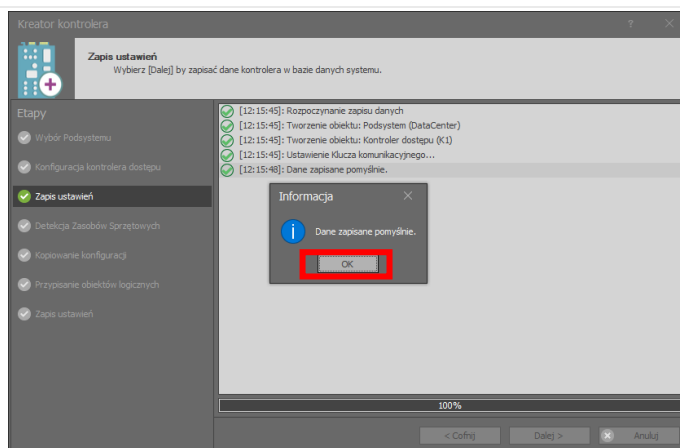 Kreator kontrolera
Zapis ustawień
Wybierz [Dalej] by zapisać dane kontrolera w bazie danych systemu.
Etapy
Wybór Podsystemu
Konfiguracja kontrolera dostępu
Zapis ustawień
Detekcja Zasobów Sprzętowych
Kopiowanie konfiguracji
Przypisanie obiektów logicznych
Zapis ustawień
[12:15:45]: Rozpoczynanie zapisu danych
[12:15:45]: Tworzenie obiektu: Podsystem (DataCenter)
[12:15:45]: Tworzenie obiektu: Kontroler dostępu (K1)
[12:15:45]: Ustawienie Klucza komunikacyjnego...
[12:15:48]: Dane zapisane pomyślnie.
Informacja
Dane zapisane pomyślnie.
OK
100%
< Cofnij
Dalej >
Anuluj